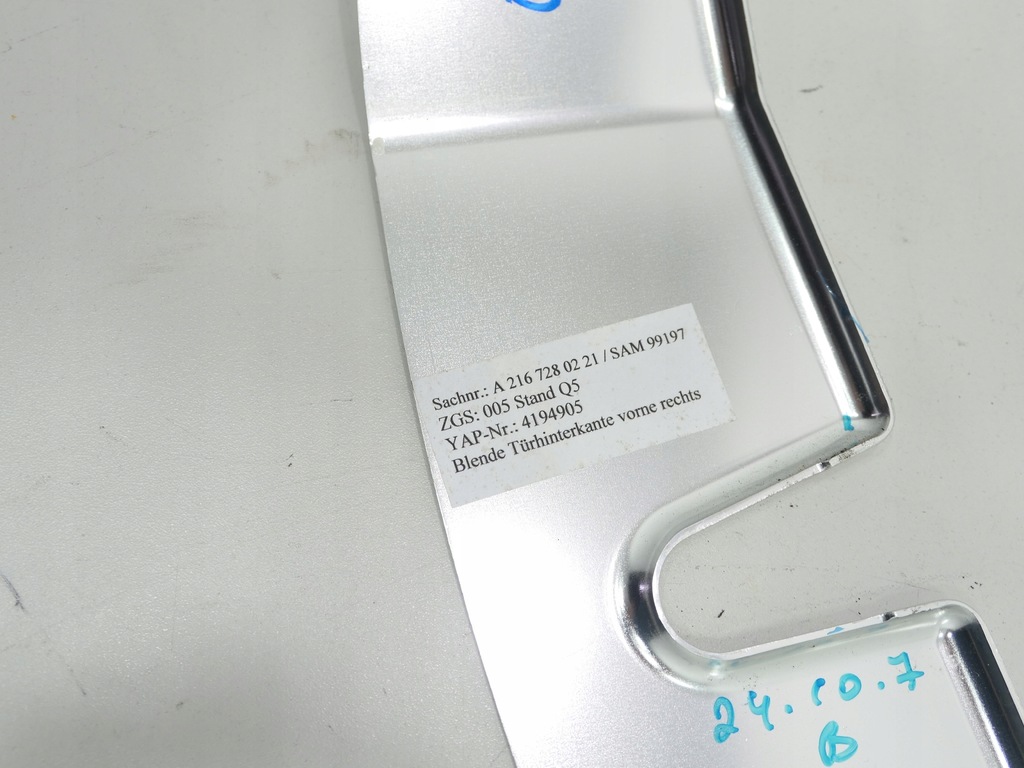 Sachnr.: A 216 728 02 21 / SAM 99197
ZGS: 005 Stand Q5
YAP-Nr.: 4194905
Blende Türhinterkante vorne rechts
24.10.7
B